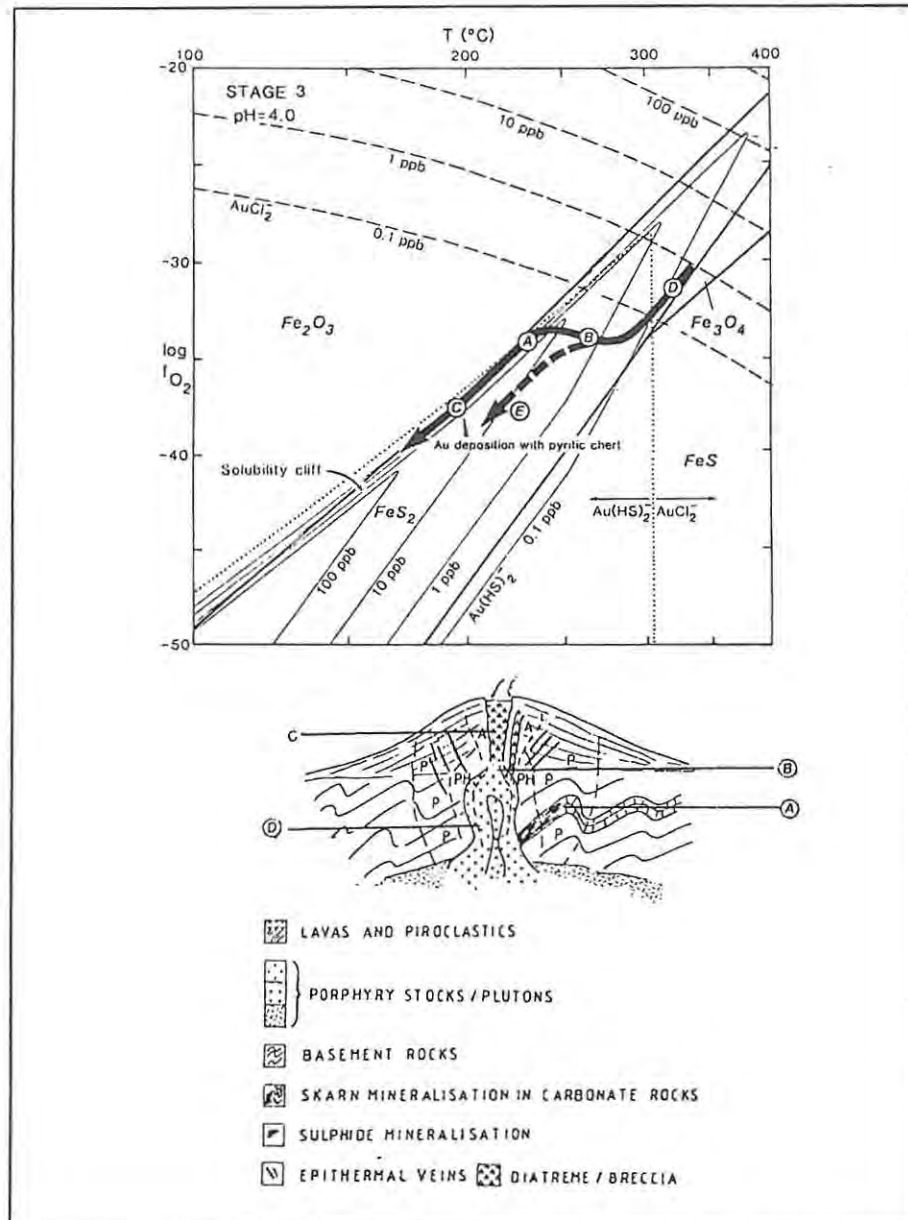 T (°C)
100 200 300 400
-20
STAGE 3
pH=4.0
100 ppb
10 ppb
1 ppb
AuCl2-
0.1 ppb
-30
Fe2O3
log fO2
A
B
D
Fe3O4
C
E
Au deposition with pyritic chert
-40
Solubility cliff
FeS2
FeS
Au(HS)2- AuCl2-
100 ppb
10 ppb
1 ppb
0.1 ppb
Au(HS)2-
-50
C
A
A
P
P
B
PH
PH
P
P
A
D
P
P
LAVAS AND PIROCLASTICS
PORPHYRY STOCKS/PLUTONS
BASEMENT ROCKS
SKARN MINERALISATION IN CARBONATE ROCKS
SULPHIDE MINERALISATION
EPITHERMAL VEINS DIATREME/BRECCIA